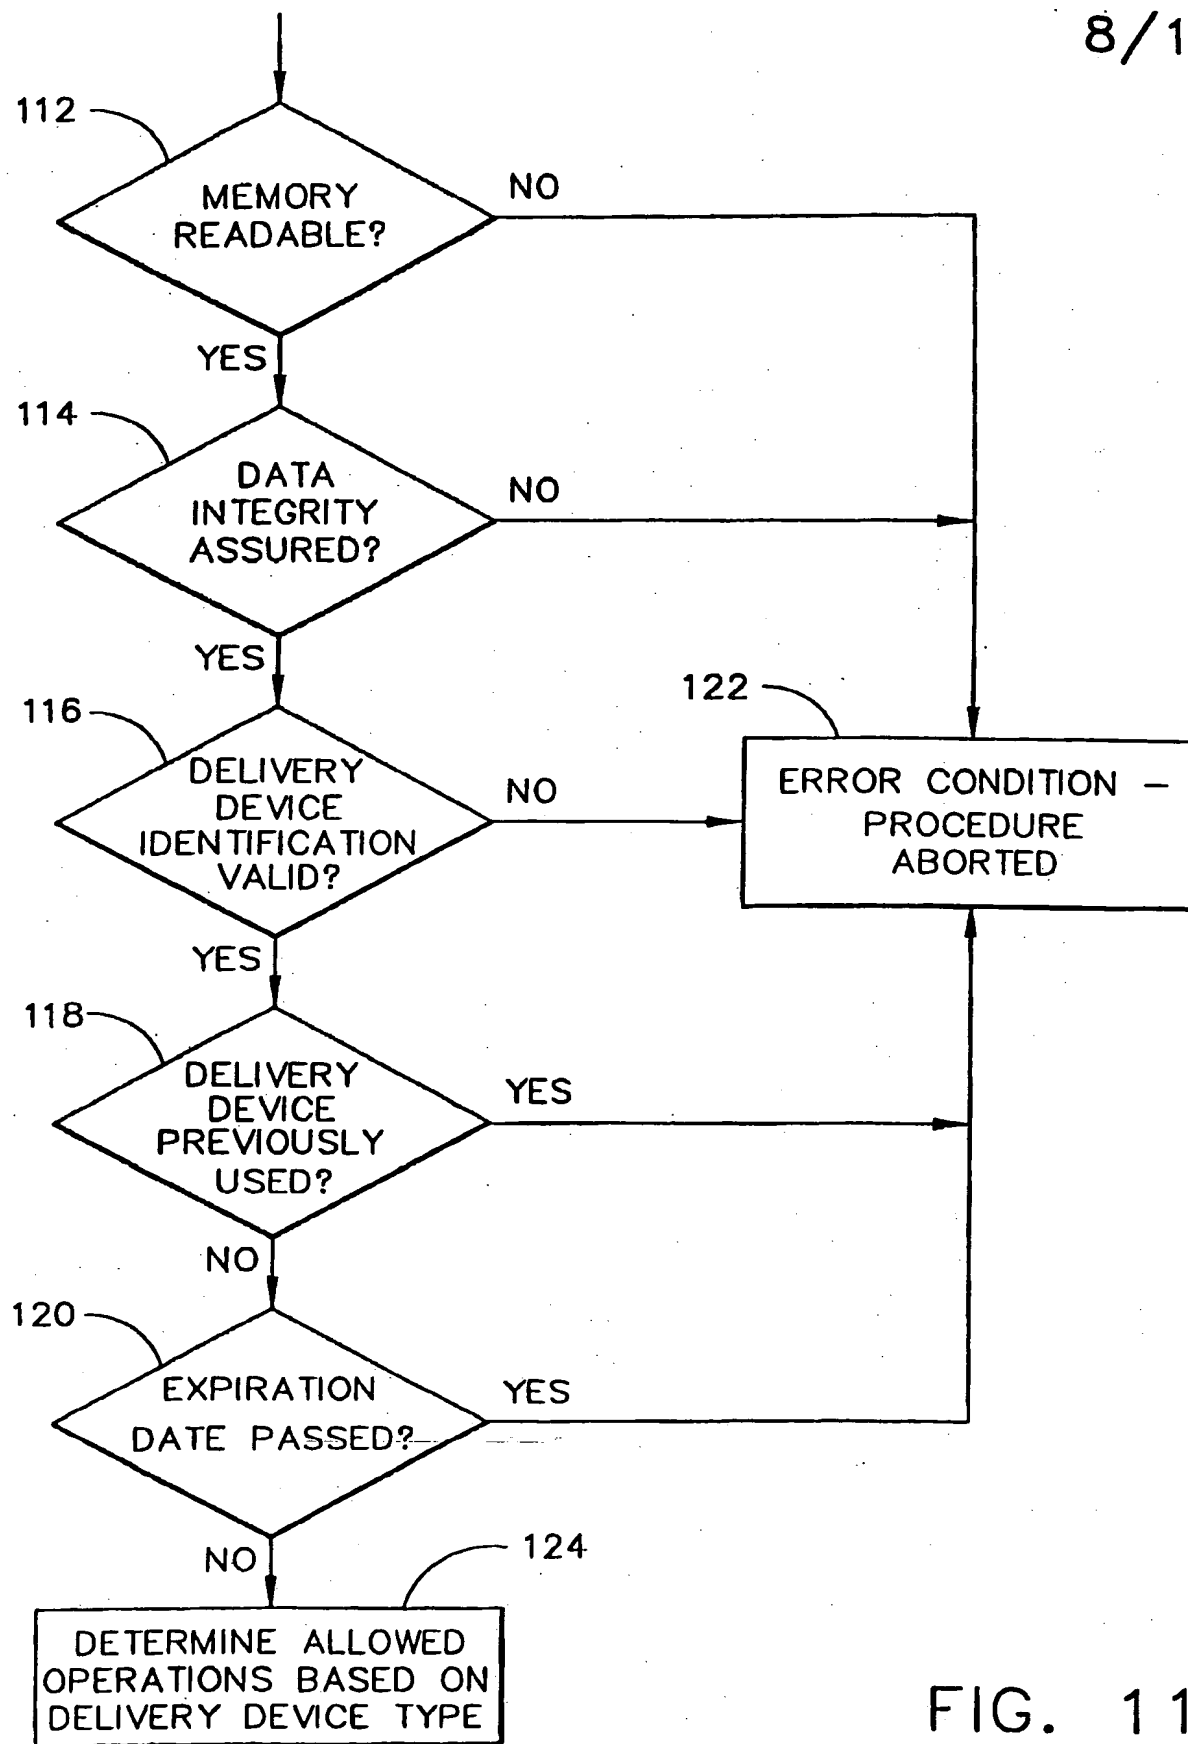 8/1
112
MEMORY
READABLE?
NO
YES
114
DATA
INTEGRITY
ASSURED?
NO
YES
116
DELIVERY
DEVICE
IDENTIFICATION
VALID?
NO
122
ERROR CONDITION –
PROCEDURE
ABORTED
YES
118
DELIVERY
DEVICE
PREVIOUSLY
USED?
YES
NO
120
EXPIRATION
DATE PASSED?
YES
NO
124
DETERMINE ALLOWED
OPERATIONS BASED ON
DELIVERY DEVICE TYPE
FIG. 11